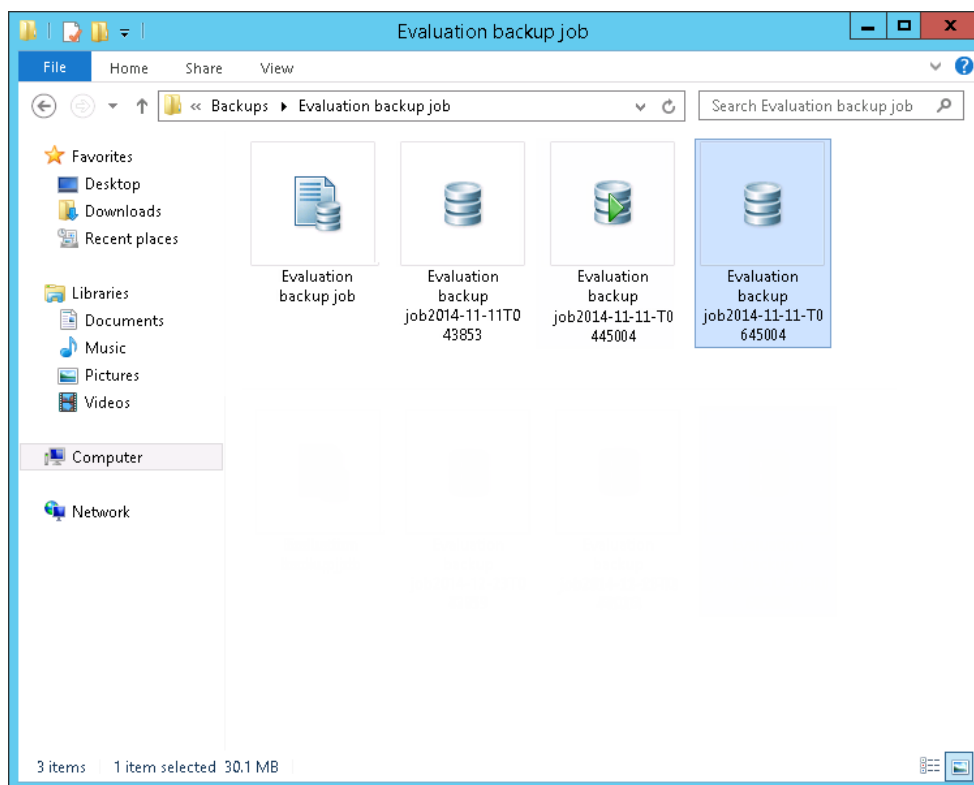 Evaluation backup job
File Home Share View
« Backups Evaluation backup job
Search Evaluation backup job
Favorites
Desktop
Downloads
Recent places
Libraries
Documents
Music
Pictures
Videos
Computer
Network
Evaluation
backup job
Evaluation
backup
job2014-11-11T0
43853
Evaluation
backup
job2014-11-11-T0
445004
Evaluation
backup
job2014-11-11-T0
645004
3 items 1 item selected 30.1 MB